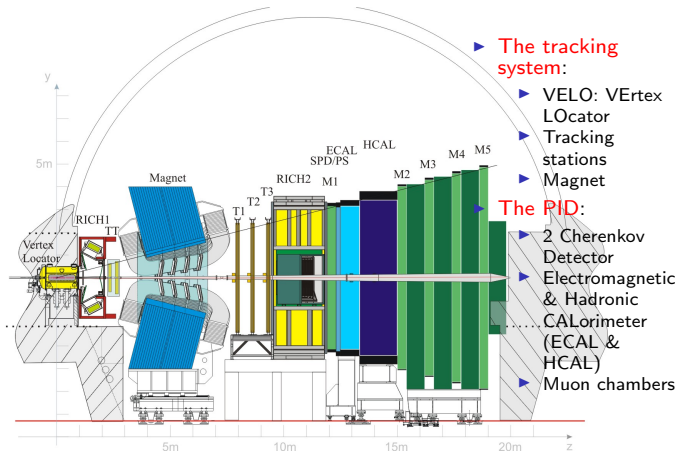 y
5m
Vertex
Locator
RICH1
TT
Magnet
T1
T2
T3
RICH2
M1
SPD/PS
ECAL
HCAL
M2
M3
M4
M5
5m
10m
15m
20m
z
► The tracking
system:
► VELO: VErtex
LOcator
► Tracking
stations
► Magnet
► The PID:
► 2 Cherenkov
Detector
► Electromagnetic
& Hadronic
CALorimeter
(ECAL &
HCAL)
► Muon chambers